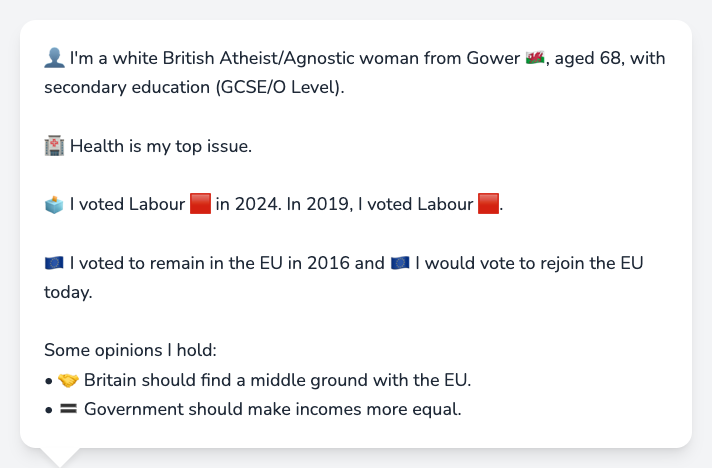 👤 I'm a white British Atheist/Agnostic woman from Gower 🏴󠁧󠁢󠁷󠁬󠁳󠁿, aged 68, with
secondary education (GCSE/O Level).
🏥 Health is my top issue.
🗳️ I voted Labour 🟥 in 2024. In 2019, I voted Labour 🟥.
🇪🇺 I voted to remain in the EU in 2016 and 🇪🇺 I would vote to rejoin the EU
today.
Some opinions I hold:
• 🤝 Britain should find a middle ground with the EU.
• 🟰 Government should make incomes more equal.